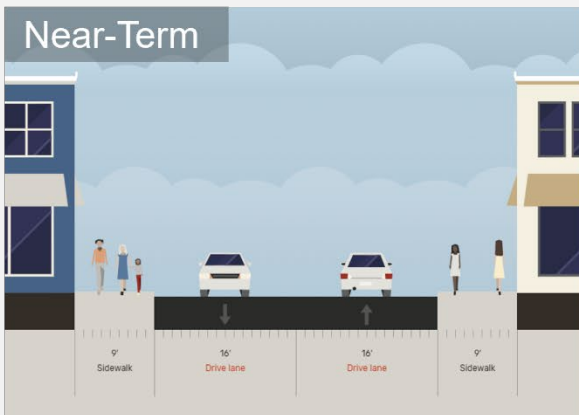 Near-Term
9'
Sidewalk
16'
Drive lane
16'
Drive lane
9'
Sidewalk